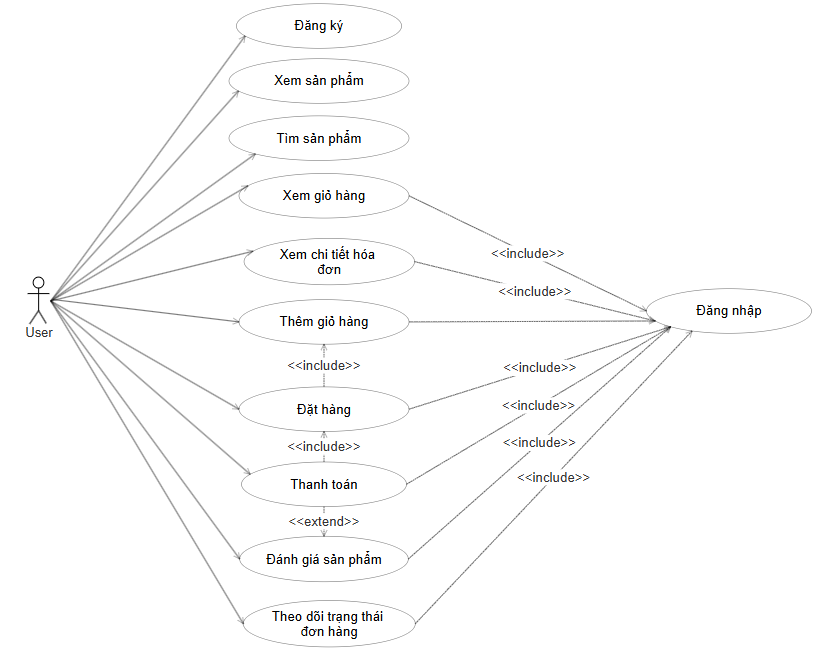 Đăng ký
Xem sản phẩm
Tìm sản phẩm
Xem giỏ hàng
<<include>>
Xem chi tiết hóa
đơn
<<include>>
Đăng nhập
Thêm giỏ hàng
User
<<include>>
<<include>>
Đặt hàng
<<include>>
<<include>>
<<include>>
Thanh toán
<<include>>
<<extend>>
Đánh giá sản phẩm
Theo dõi trạng thái
đơn hàng